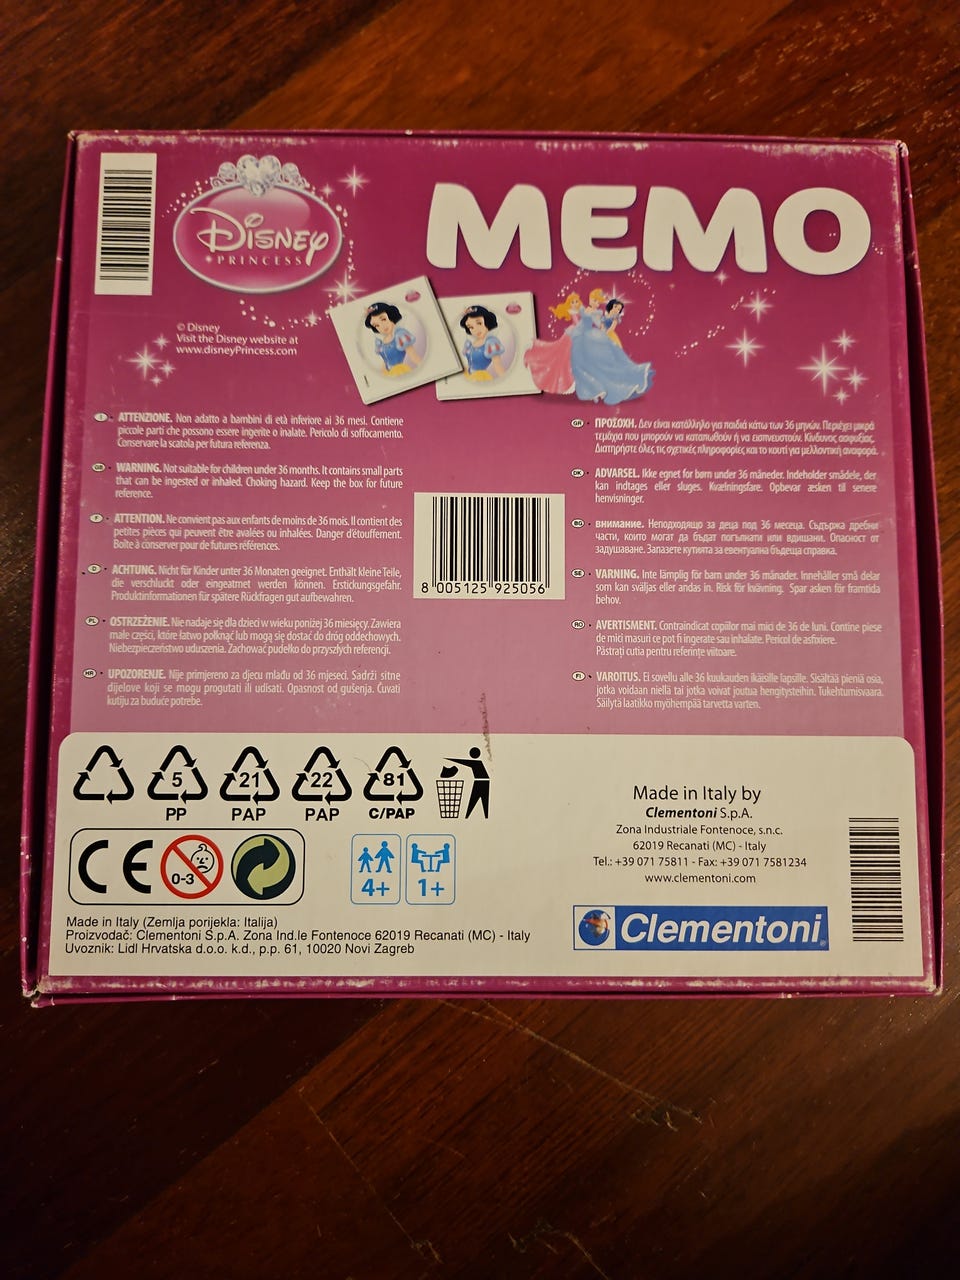 Disney
PRINCESS
MEMO
© Disney
Visit the Disney website at
www.disneyPrincess.com
I · ATTENZIONE. Non adatto a bambini di età inferiore ai 36 mesi. Contiene
piccole parti che possono essere ingerite o inalate. Pericolo di soffocamento.
Conservare la scatola per futura referenza.
GB · WARNING. Not suitable for children under 36 months. It contains small parts
that can be ingested or inhaled. Choking hazard. Keep the box for future
reference.
F · ATTENTION. Ne convient pas aux enfants de moins de 36 mois. Il contient des
petites pièces qui peuvent être avalées ou inhalées. Danger d'étouffement.
Boîte à conserver pour de futures références.
D · ACHTUNG. Nicht für Kinder unter 36 Monaten geeignet. Enthält kleine Teile,
die verschluckt oder eingeatmet werden können. Erstickungsgefahr.
Produktinformationen für spätere Rückfragen gut aufbewahren.
PL · OSTRZEŻENIE. Nie nadaje się dla dzieci w wieku poniżej 36 miesięcy. Zawiera
małe części, które łatwo połknąć lub mogą się dostać do dróg oddechowych.
Niebezpieczeństwo uduszenia. Zachować pudełko do przyszłych referencji.
HR · UPOZORENJE. Nije primjereno za djecu mlađu od 36 mjeseci. Sadrži sitne
dijelove koji se mogu progutati ili udisati. Opasnost od gušenja. Čuvati
kutiju za buduće potrebe.
GR · ΠΡΟΣΟΧΗ. Δεν είναι κατάλληλο για παιδιά κάτω των 36 μηνών. Περιέχει μικρά
τεμάχια που μπορούν να καταπωθούν ή να εισπνευστούν. Κίνδυνος ασφυξίας.
Διατηρήστε όλες τις σχετικές πληροφορίες και το κουτί για μελλοντική αναφορά.
DK · ADVARSEL. Ikke egnet for børn under 36 måneder. Indeholder smådele, der
kan indtages eller sluges. Kvælningsfare. Opbevar æsken til senere
henvisninger.
BG · внимание. Неподходящо за деца под 36 месеца. Съдържа дребни
части, които могат да бъдат погълнати или вдишани. Опасност от
задушаване. Запазете кутията за евентуална бъдеща справка.
SE · VARNING. Inte lämplig för barn under 36 månader. Innehåller små delar
som kan sväljas eller andas in. Risk för kvävning. Spar asken för framtida
behov.
RO · AVERTISMENT. Contraindicat copiilor mai mici de 36 de luni. Contine piese
de mici masuri ce pot fi ingerate sau inhalate. Pericol de asfixiere.
Păstrați cutia pentru referințe viitoare.
FI · VAROITUS. Ei sovellu alle 36 kuukauden ikäisille lapsille. Sisältää pieniä osia,
jotka voidaan niellä tai jotka voivat joutua hengitysteihin. Tukehtumisvaara.
Säilytä laatikko myöhempää tarvetta varten.
8 005125 925056
5 21 22 81
PP PAP PAP C/PAP
CE 0-3
4+ 1+
Made in Italy by
Clementoni S.p.A.
Zona Industriale Fontenoce, s.n.c.
62019 Recanati (MC) - Italy
Tel.: +39 071 75811 - Fax: +39 071 7581234
www.clementoni.com
Clementoni
Made in Italy (Zemlja porijekla: Italija)
Proizvodač: Clementoni S.p.A. Zona Ind.le Fontenoce 62019 Recanati (MC) - Italy
Uvoznik: Lidl Hrvatska d.o.o. k.d., p.p. 61, 10020 Novi Zagreb